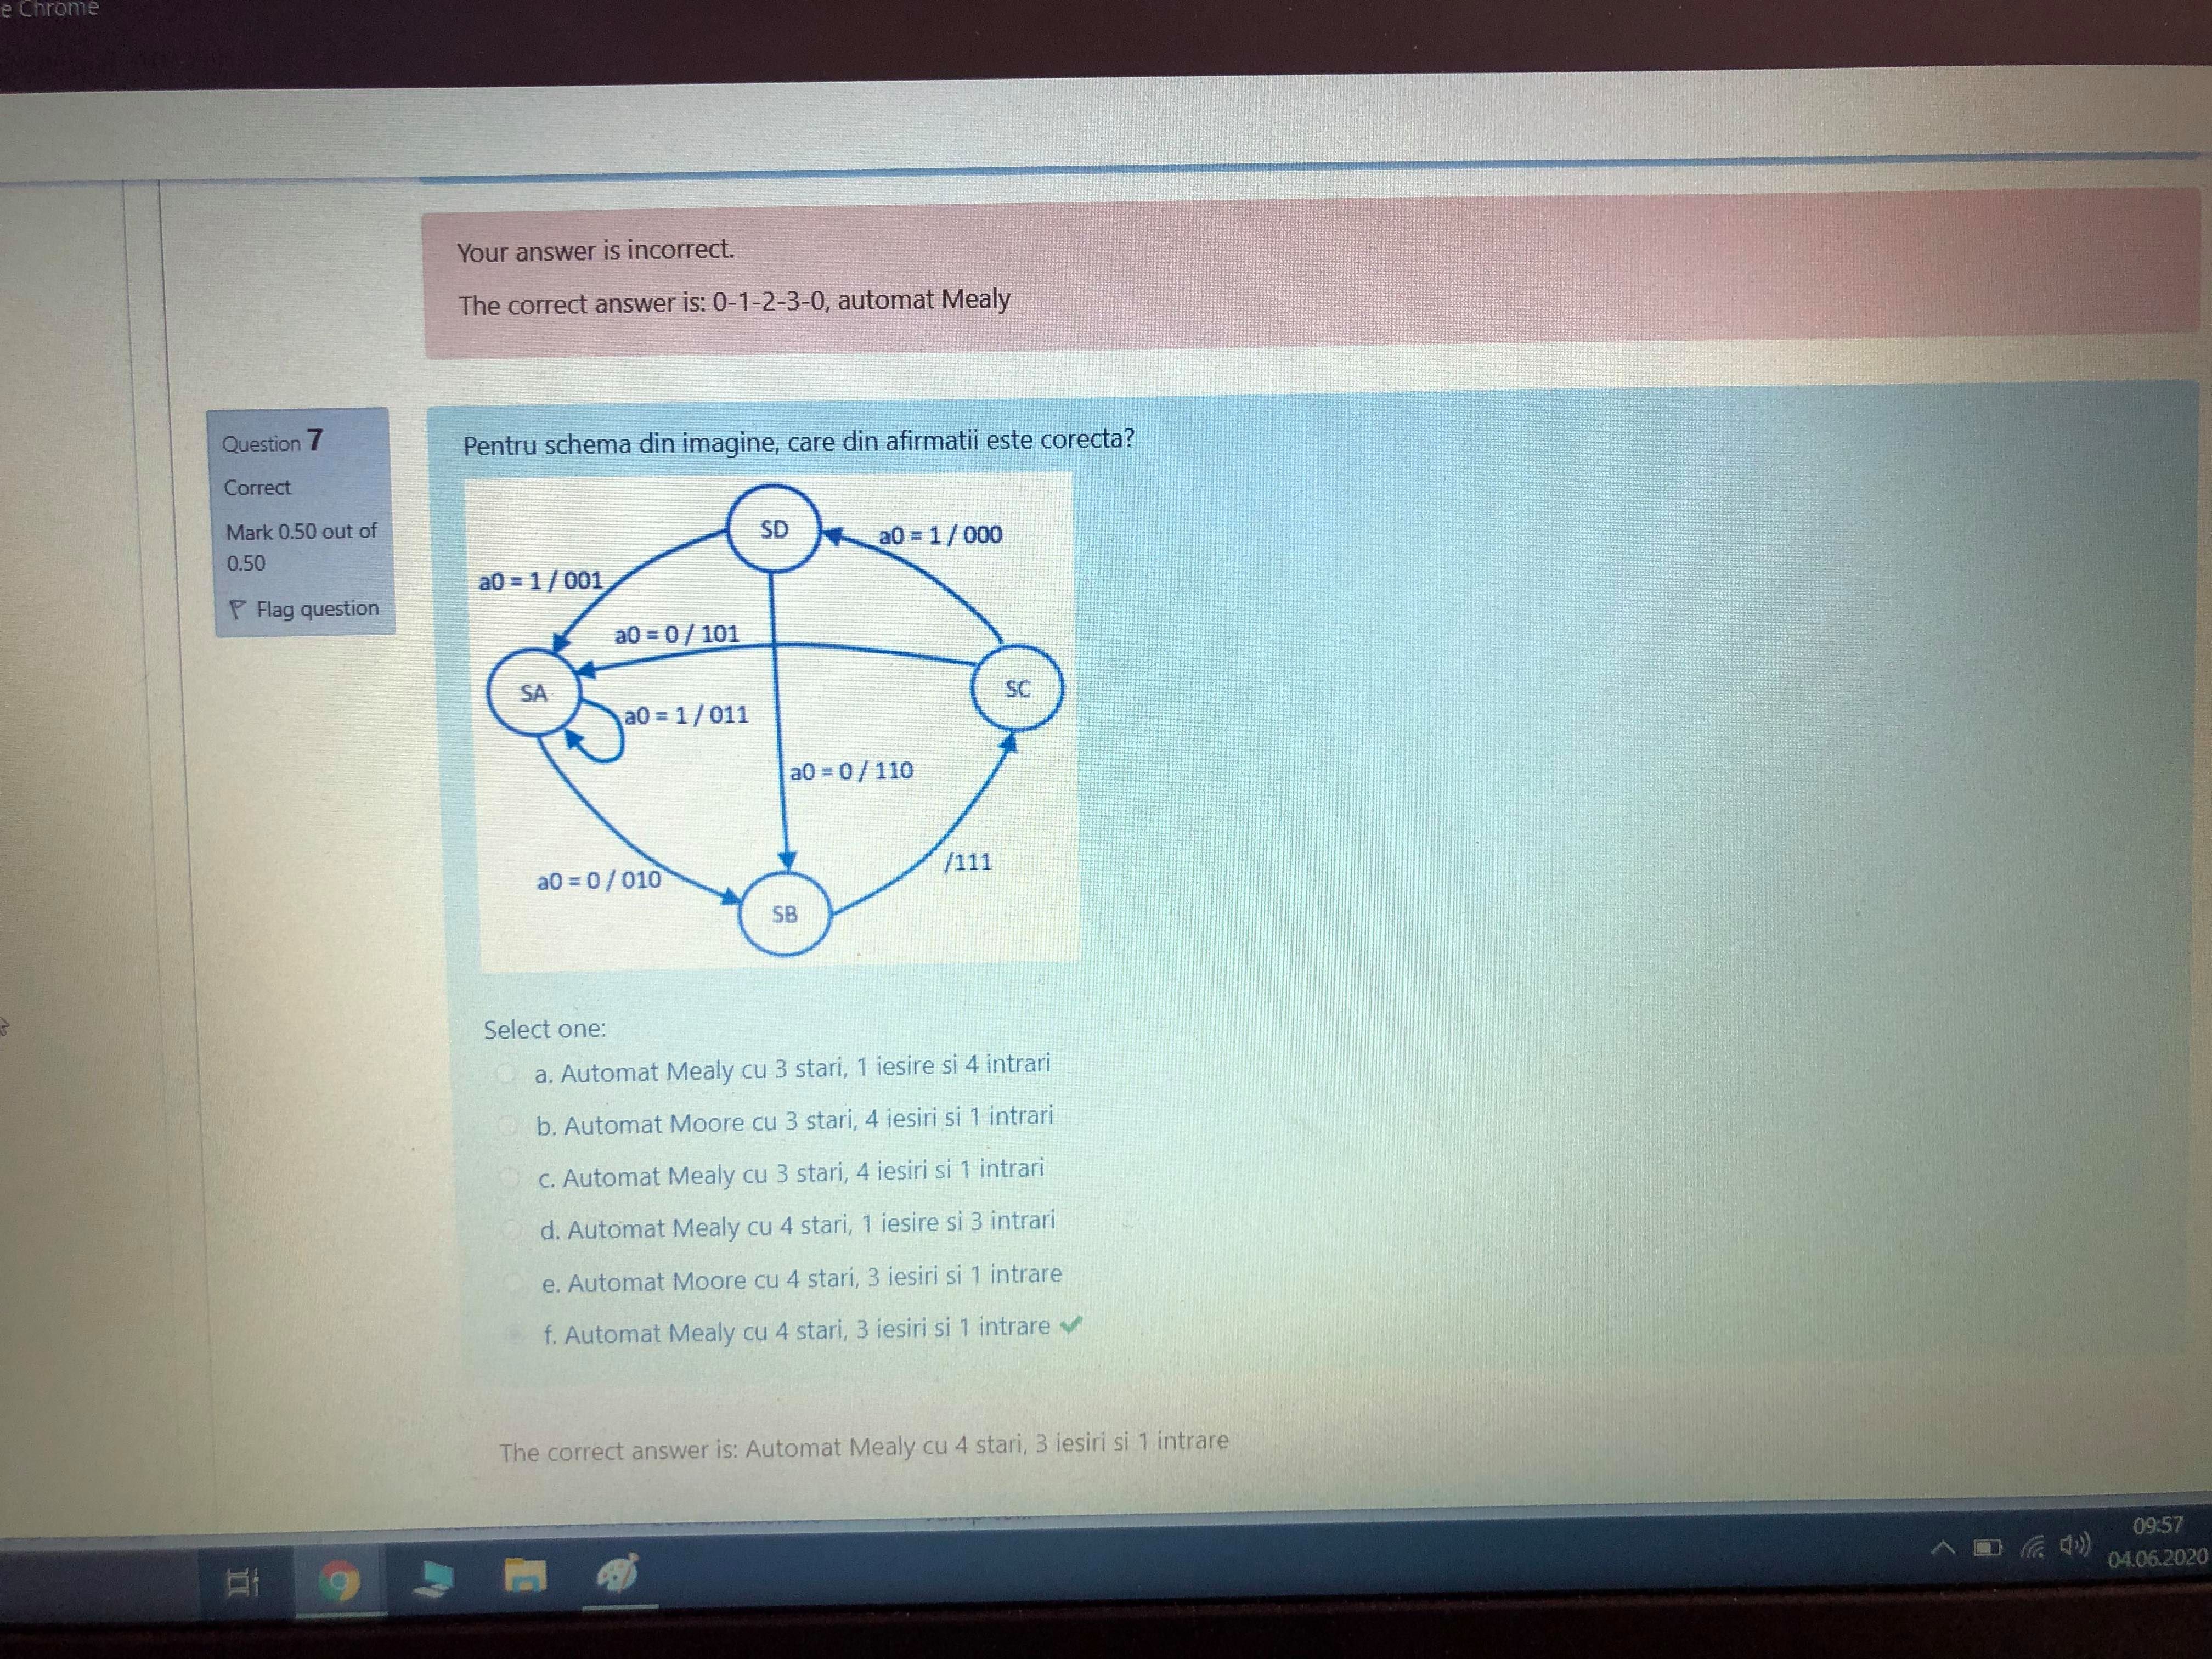 e Chrome
Your answer is incorrect.
The correct answer is: 0-1-2-3-0, automat Mealy
Question 7
Correct
Mark 0.50 out of
0.50
Flag question
Pentru schema din imagine, care din afirmatii este corecta?
SD
a0 = 1 / 000
a0 = 1 / 001
a0 = 0 / 101
SA
SC
a0 = 1 / 011
a0 = 0 / 110
/111
a0 = 0 / 010
SB
Select one:
a. Automat Mealy cu 3 stari, 1 iesire si 4 intrari
b. Automat Moore cu 3 stari, 4 iesiri si 1 intrari
c. Automat Mealy cu 3 stari, 4 iesiri si 1 intrari
d. Automat Mealy cu 4 stari, 1 iesire si 3 intrari
e. Automat Moore cu 4 stari, 3 iesiri si 1 intrare
f. Automat Mealy cu 4 stari, 3 iesiri si 1 intrare
The correct answer is: Automat Mealy cu 4 stari, 3 iesiri si 1 intrare
09:57
04.06.2020